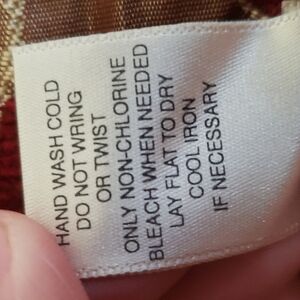 HAND WASH COLD
DO NOT WRING
OR TWIST
ONLY NON-CHLORINE
BLEACH WHEN NEEDED
LAY FLAT TO DRY
COOL IRON
IF NECESSARY